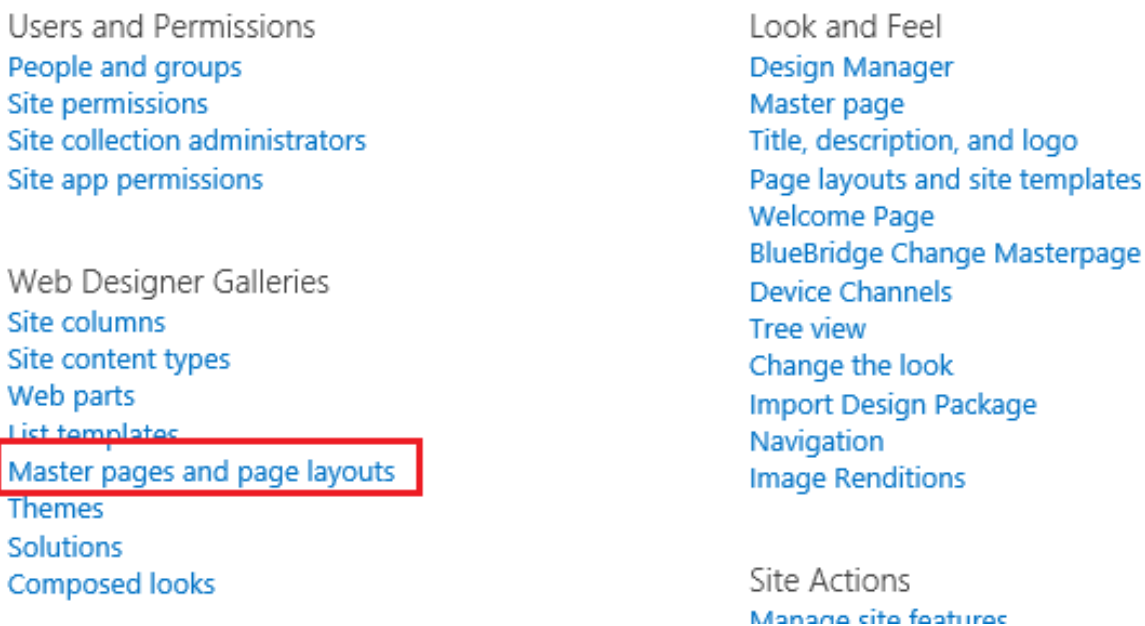 Users and Permissions
People and groups
Site permissions
Site collection administrators
Site app permissions
Web Designer Galleries
Site columns
Site content types
Web parts
List templates
Master pages and page layouts
Themes
Solutions
Composed looks
Look and Feel
Design Manager
Master page
Title, description, and logo
Page layouts and site templates
Welcome Page
BlueBridge Change Masterpage
Device Channels
Tree view
Change the look
Import Design Package
Navigation
Image Renditions
Site Actions
Manage site features